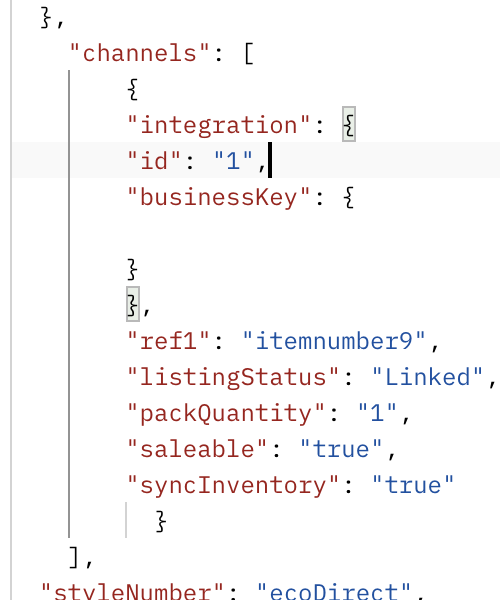 },
"channels": [
{
"integration": {
"id": "1",
"businessKey": {
}
},
"ref1": "itemnumber9",
"listingStatus": "Linked",
"packQuantity": "1",
"saleable": "true",
"syncInventory": "true"
}
],
"styleNumber": "ecoDirect",